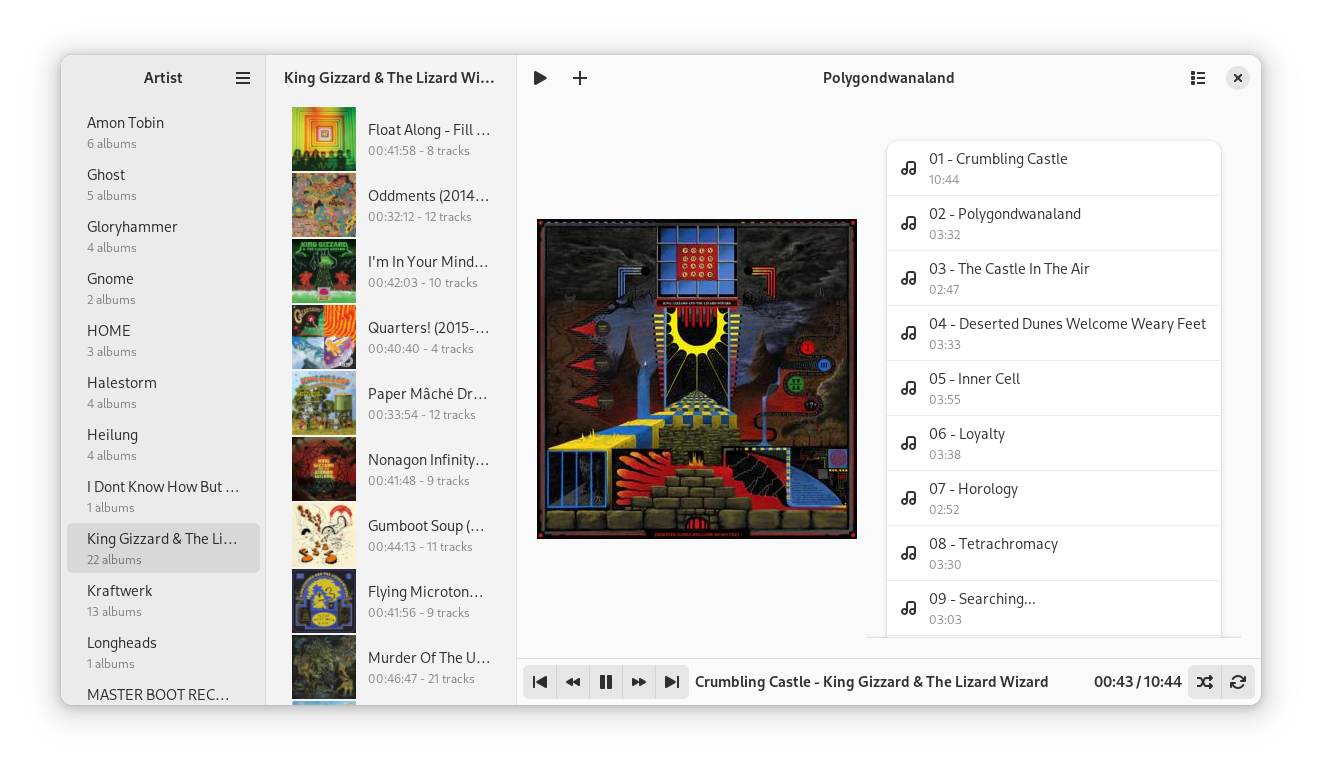 Artist
Amon Tobin
6 albums
Ghost
5 albums
Gloryhammer
4 albums
Gnome
2 albums
HOME
3 albums
Halestorm
4 albums
Heilung
4 albums
I Dont Know How But ...
1 albums
King Gizzard & The Li...
22 albums
Kraftwerk
13 albums
Longheads
1 albums
MASTER BOOT REC...
King Gizzard & The Lizard Wi...
Float Along - Fill ...
00:41:58 - 8 tracks
Oddments (2014...
00:32:12 - 12 tracks
I'm In Your Mind...
00:42:03 - 10 tracks
Quarters! (2015-...
00:40:40 - 4 tracks
Paper Mâché Dr...
00:33:54 - 12 tracks
Nonagon Infinity...
00:41:48 - 9 tracks
Gumboot Soup (...
00:44:13 - 11 tracks
Flying Microton...
00:41:56 - 9 tracks
Murder Of The U...
00:46:47 - 21 tracks
Polygondwanaland
KING GIZZARD AND THE LIZARD WIZARD
01 - Crumbling Castle
10:44
02 - Polygondwanaland
03:32
03 - The Castle In The Air
02:47
04 - Deserted Dunes Welcome Weary Feet
03:33
05 - Inner Cell
03:55
06 - Loyalty
03:38
07 - Horology
02:52
08 - Tetrachromacy
03:30
09 - Searching...
03:03
Crumbling Castle - King Gizzard & The Lizard Wizard
00:43 / 10:44